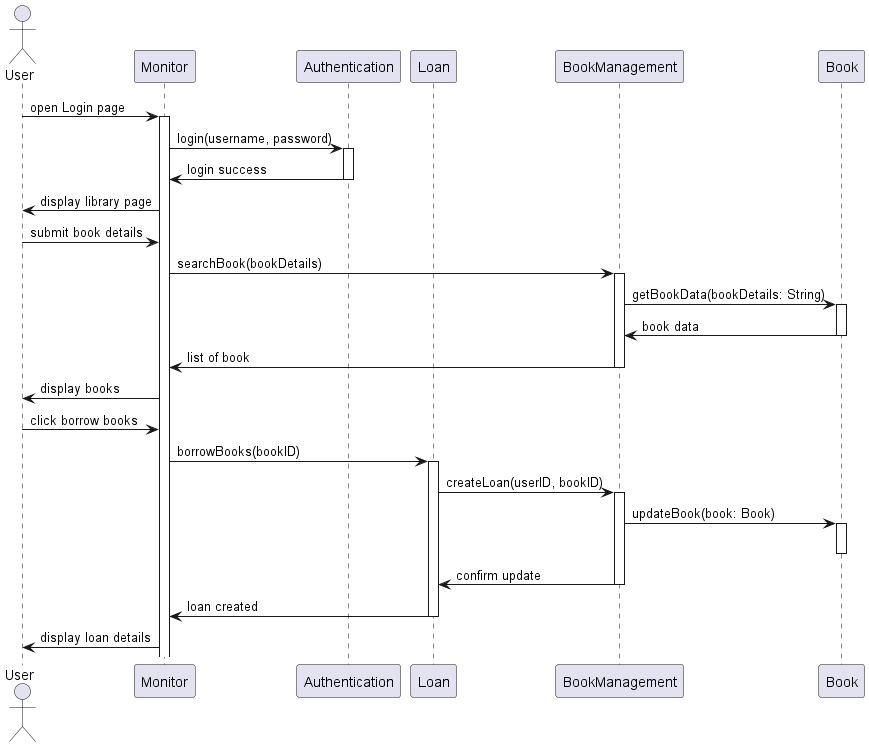 User
Monitor
Authentication
Loan
BookManagement
Book
open Login page
login(username, password)
login success
display library page
submit book details
searchBook(bookDetails)
getBookData(bookDetails: String)
book data
list of book
display books
click borrow books
borrowBooks(bookID)
createLoan(userID, bookID)
updateBook(book: Book)
confirm update
loan created
display loan details
User
Monitor
Authentication
Loan
BookManagement
Book